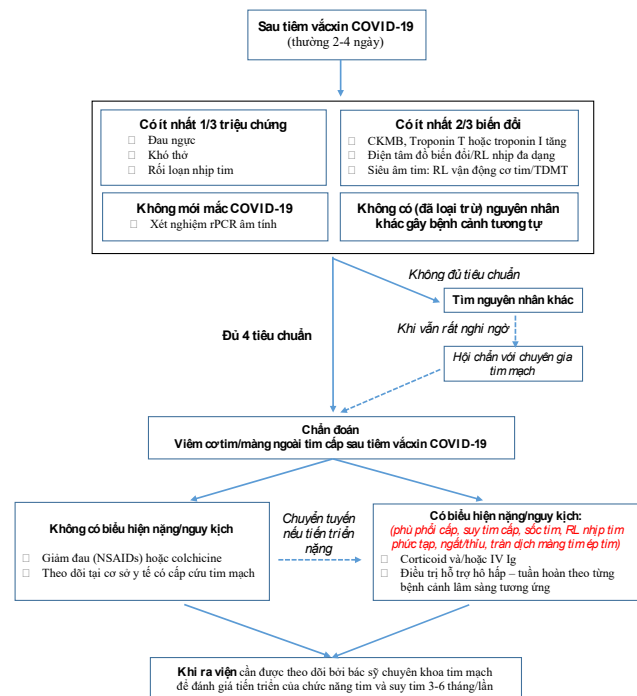 Sau tiêm vắcxin COVID-19
(thường 2-4 ngày)
Có ít nhất 1/3 triệu chứng
Đau ngực
Khó thở
Rối loạn nhịp tim
Có ít nhất 2/3 biến đổi
CKMB, Troponin T hoặc troponin I tăng
Điện tâm đồ biến đổi/RL nhịp đa dạng
Siêu âm tim: RL vận động cơ tim/TDMT
Không mới mắc COVID-19
Xét nghiệm rPCR âm tính
Không có (đã loại trừ) nguyên nhân
khác gây bệnh cảnh tương tự
Không đủ tiêu chuẩn
Tìm nguyên nhân khác
Đủ 4 tiêu chuẩn
Khi vẫn rất nghi ngờ
Hội chẩn với chuyên gia
tim mạch
Chẩn đoán
Viêm cơ tim/màng ngoài tim cấp sau tiêm vắcxin COVID-19
Không có biểu hiện nặng/nguy kịch
Giảm đau (NSAIDs) hoặc colchicine
Theo dõi tại cơ sở y tế có cấp cứu tim mạch
Chuyển tuyến
nếu tiến triển
nặng
Có biểu hiện nặng/nguy kịch:
(phù phổi cấp, suy tim cấp, sốc tim, RL nhịp tim
phức tạp, ngất/thỉu, tràn dịch màng tim ép tim)
Corticoid và/hoặc IV Ig
Điều trị hỗ trợ hô hấp – tuần hoàn theo từng
bệnh cảnh lâm sàng tương ứng
Khi ra viện cần được theo dõi bởi bác sỹ chuyên khoa tim mạch
để đánh giá tiến triển của chức năng tim và suy tim 3-6 tháng/lần